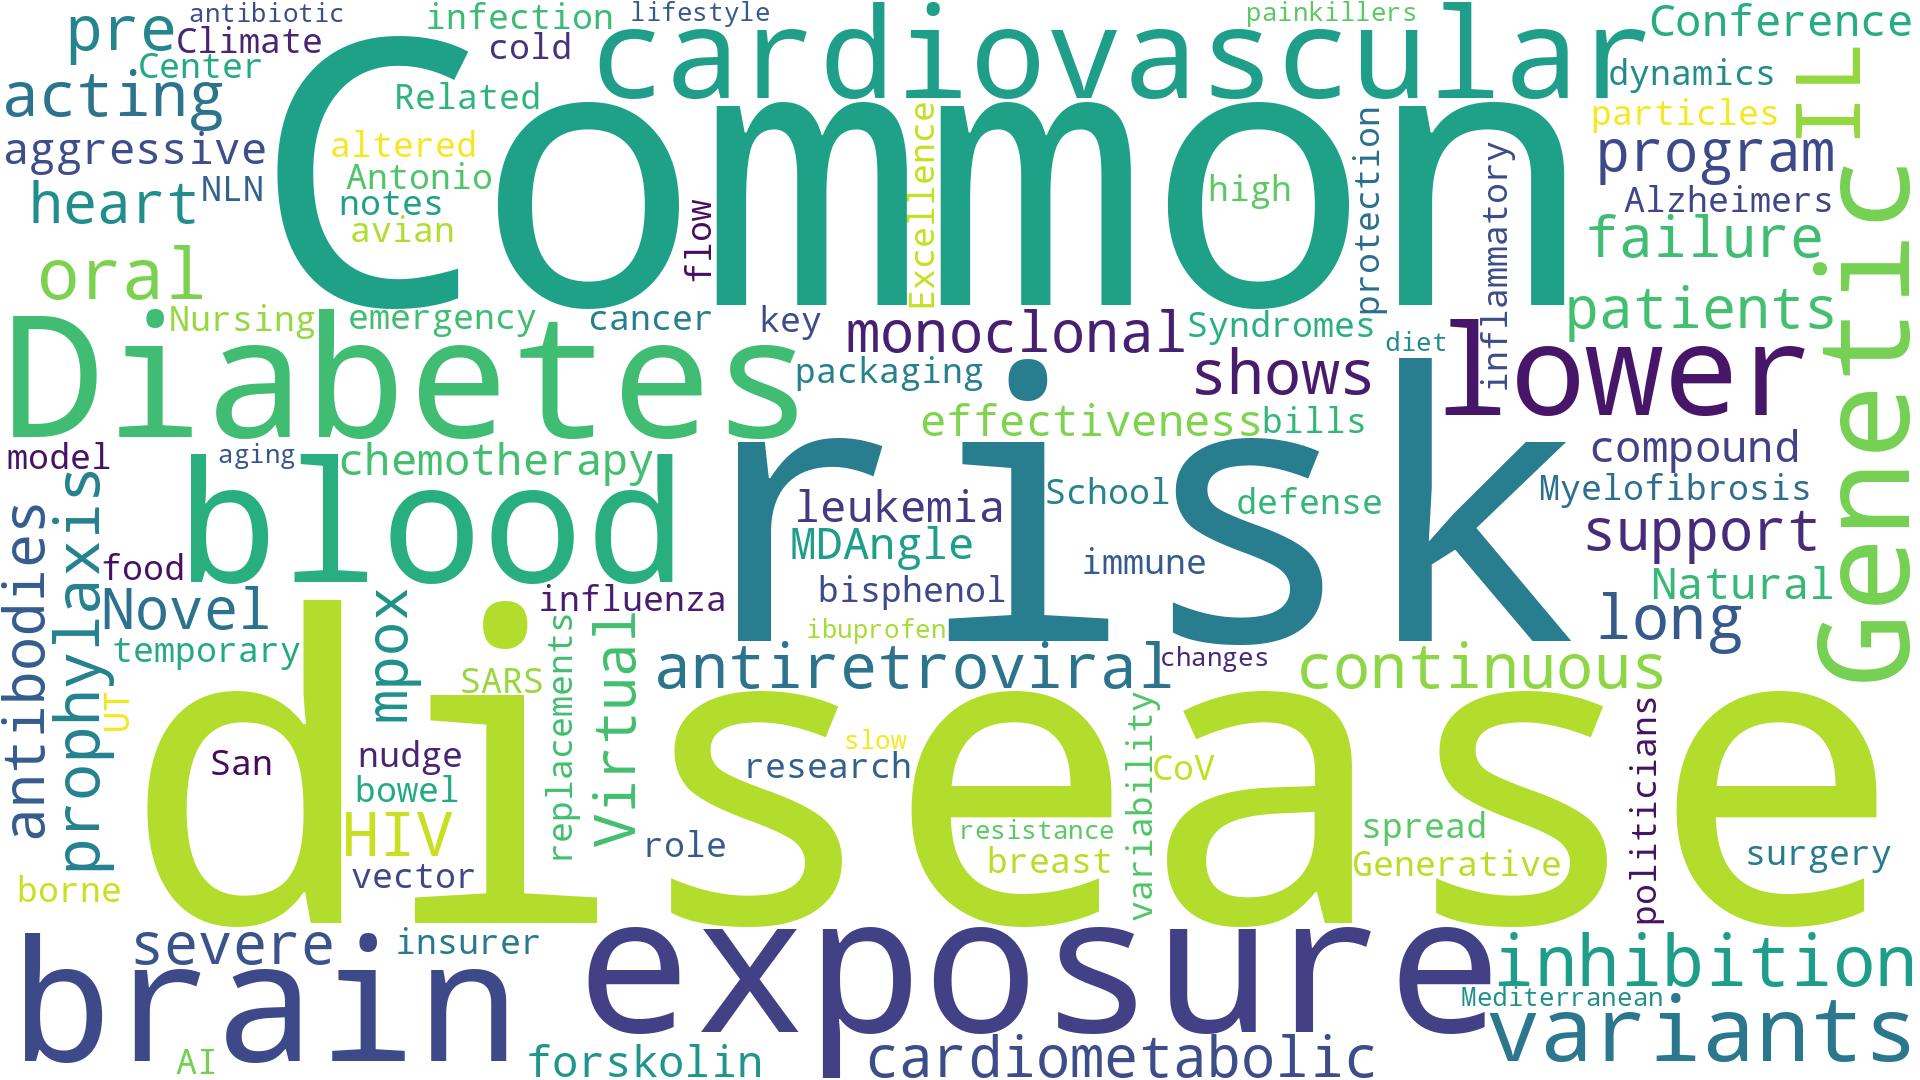 antibiotic
infection
lifestyle
painkillers
Conference
pre
Climate
cold
cardiovascular
Center
dynamics
IL
acting
Related
particles
Common
aggressive
altered
Excellence
protection
program
Antonio
high
inflammatory
heart
NLN
notes
flow
Alzheimers
avian
failure
oral
patients
Genetic
Nursing
emergency
cancer
key
monoclonal
Syndromes
diet
lower
Diabetes
packaging
shows
effectiveness
bills
model
aging
chemotherapy
risk
compound
blood
leukemia
School
defense
Myelofibrosis
antibodies
prophylaxis
MDAngle
support
food
immune
Novel
mpox
influenza
bisphenol
Natural
long
temporary
replacements
Virtual
ibuprofen
SARS
antiretroviral
changes
continuous
UT
disease
San
nudge
slow
research
variability
CoV
politicians
bowel
HIV
role
resistance
spread
vector
breast
Generative
surgery
borne
severe
insurer
exposure
inhibition
brain
Mediterranean
variants
AI
forskolin
cardiometabolic